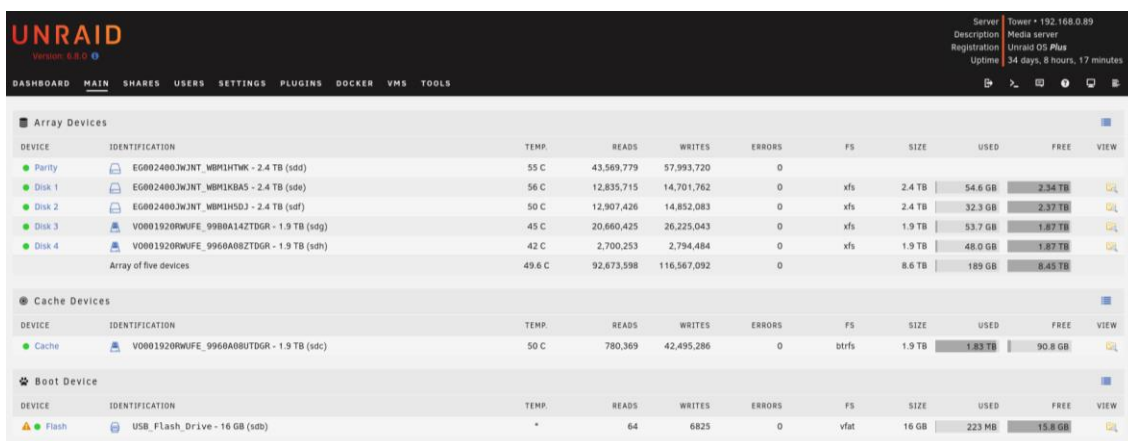 UNRAID
Version: 6.8.0
Server Tower • 192.168.0.89
Description Media server
Registration Unraid OS Plus
Uptime 34 days, 8 hours, 17 minutes
DASHBOARD MAIN SHARES USERS SETTINGS PLUGINS DOCKER VMS TOOLS
Array Devices
DEVICE IDENTIFICATION TEMP. READS WRITES ERRORS FS SIZE USED FREE VIEW
Parity EG002400JWJNT_WBM1HTWK - 2.4 TB (sdd) 55 C 43,569,779 57,993,720 0
Disk 1 EG002400JWJNT_WBM1KBA5 - 2.4 TB (sde) 56 C 12,835,715 14,701,762 0 xfs 2.4 TB 54.6 GB 2.34 TB
Disk 2 EG002400JWJNT_WBM1H5DJ - 2.4 TB (sdf) 50 C 12,907,426 14,852,083 0 xfs 2.4 TB 32.3 GB 2.37 TB
Disk 3 VO001920RWUFE_99B0A14ZTDGR - 1.9 TB (sdg) 45 C 20,660,425 26,225,043 0 xfs 1.9 TB 53.7 GB 1.87 TB
Disk 4 VO001920RWUFE_9960A08ZTDGR - 1.9 TB (sdh) 42 C 2,700,253 2,794,484 0 xfs 1.9 TB 48.0 GB 1.87 TB
Array of five devices 49.6 C 92,673,598 116,567,092 0 8.6 TB 189 GB 8.45 TB
Cache Devices
DEVICE IDENTIFICATION TEMP. READS WRITES ERRORS FS SIZE USED FREE VIEW
Cache VO001920RWUFE_9960A08UTDGR - 1.9 TB (sdc) 50 C 780,369 42,495,286 0 btrfs 1.9 TB 1.83 TB 90.8 GB
Boot Device
DEVICE IDENTIFICATION TEMP. READS WRITES ERRORS FS SIZE USED FREE VIEW
Flash USB_Flash_Drive - 16 GB (sdb) * 64 6825 0 vfat 16 GB 223 MB 15.8 GB